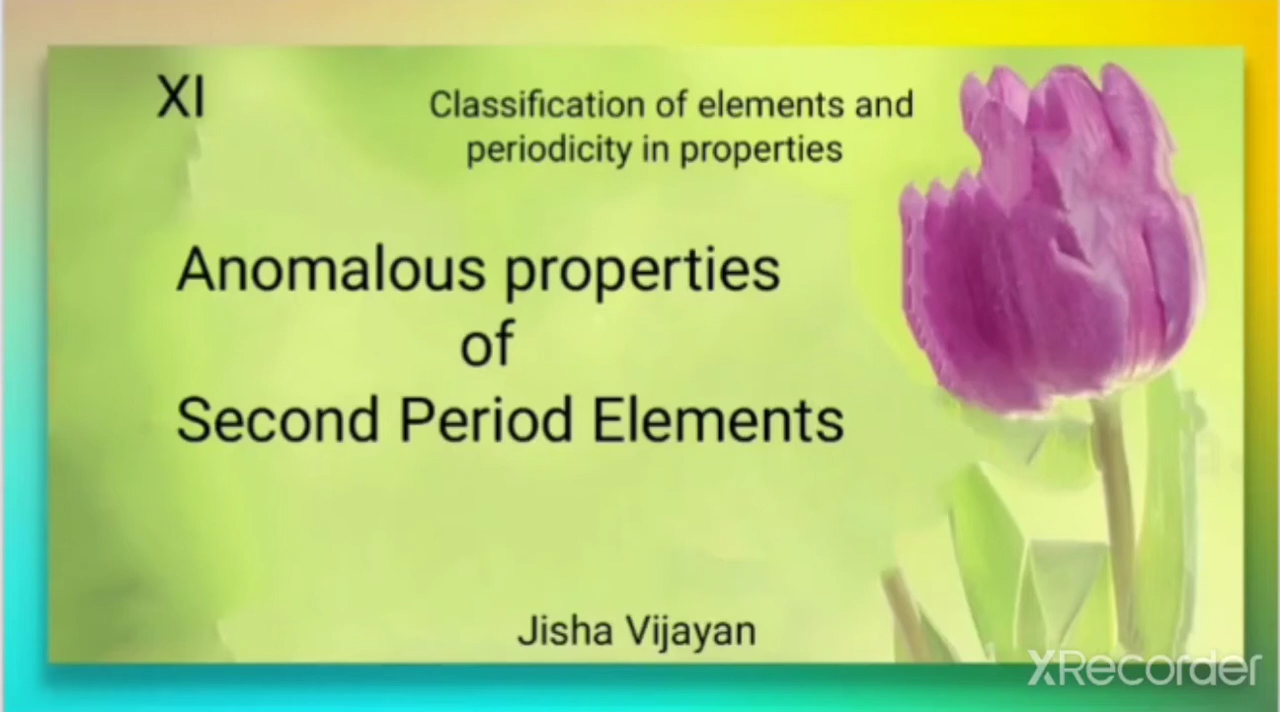 XI
Classification of elements and
periodicity in properties
Anomalous properties
of
Second Period Elements
Jisha Vijayan
XRecorder